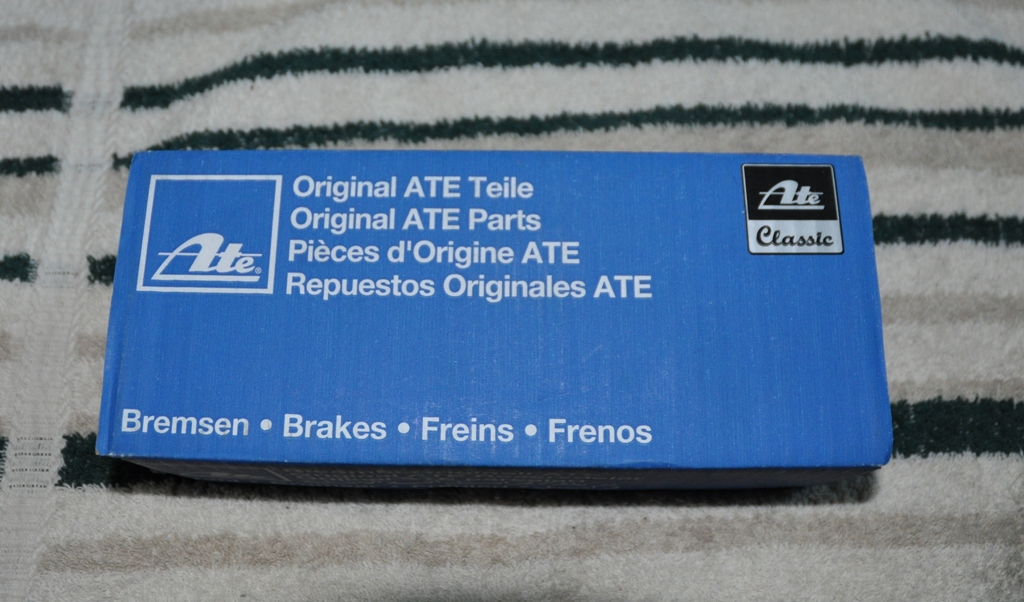 Ate®
Original ATE Teile
Original ATE Parts
Pièces d'Origine ATE
Repuestos Originales ATE
Ate
Classic
Bremsen • Brakes • Freins • Frenos